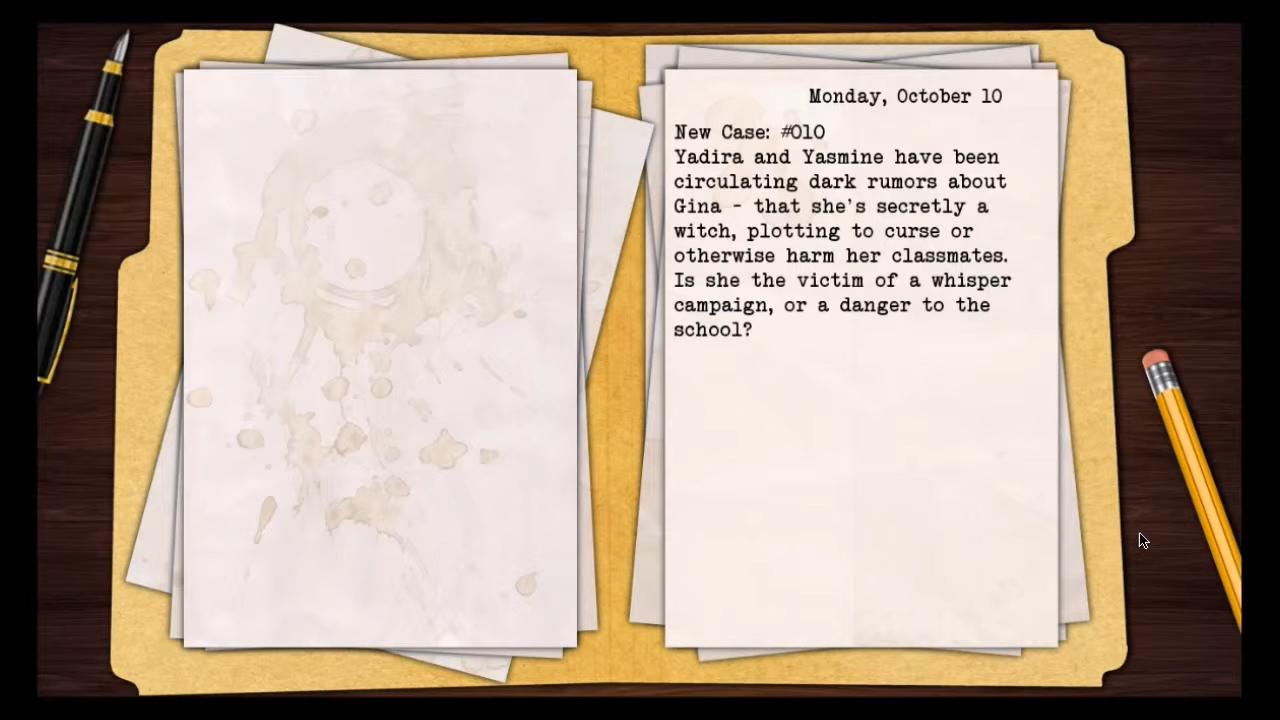 Monday, October 10
New Case: #010
Yadira and Yasmine have been
circulating dark rumors about
Gina - that she's secretly a
witch, plotting to curse or
otherwise harm her classmates.
Is she the victim of a whisper
campaign, or a danger to the
school?